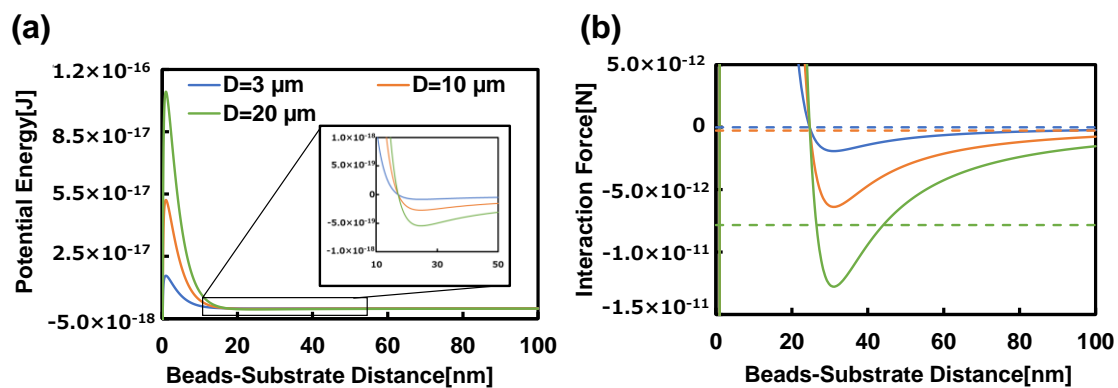 (a)
Potential Energy[J]
1.2×10⁻¹⁶
8.5×10⁻¹⁷
5.5×10⁻¹⁷
2.5×10⁻¹⁷
-5.0×10⁻¹⁸
D=3 μm
D=10 μm
D=20 μm
1.0×10⁻¹⁸
5.0×10⁻¹⁹
0
-5.0×10⁻¹⁹
-1.0×10⁻¹⁸
10 30 50
0 20 40 60 80 100
Beads-Substrate Distance[nm]
(b)
Interaction Force[N]
5.0×10⁻¹²
0
-5.0×10⁻¹²
-1.0×10⁻¹¹
-1.5×10⁻¹¹
0 20 40 60 80 100
Beads-Substrate Distance[nm]